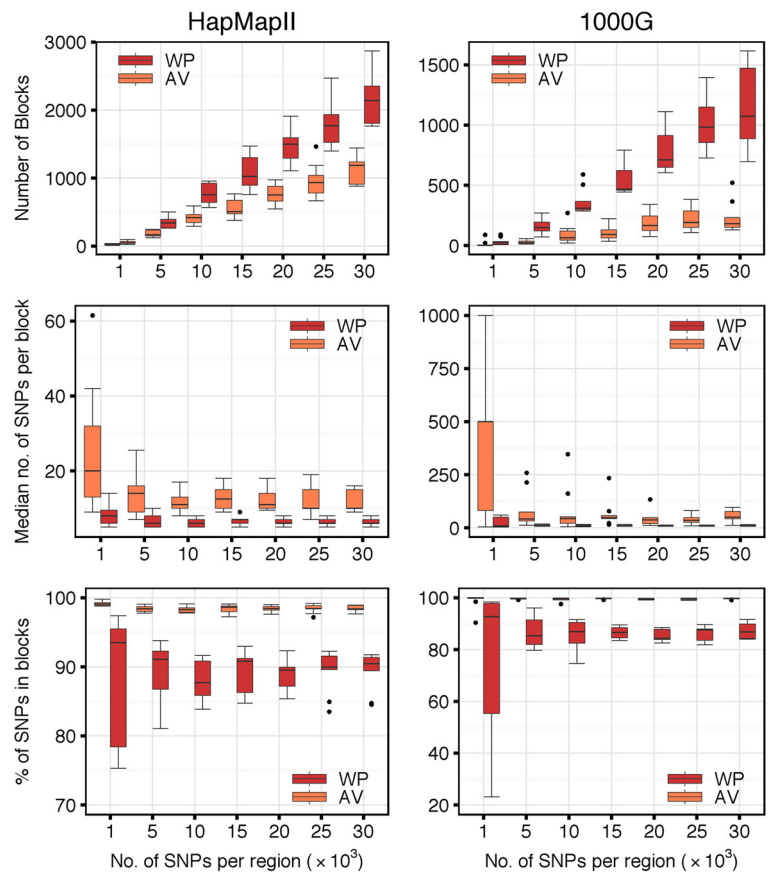 HapMapII
1000G
Number of Blocks
3000
2000
1000
0
WP
AV
1 5 10 15 20 25 30
1500
1000
500
0
WP
AV
1 5 10 15 20 25 30
Median no. of SNPs per block
60
40
20
WP
AV
1 5 10 15 20 25 30
1000
750
500
250
0
WP
AV
1 5 10 15 20 25 30
% of SNPs in blocks
100
90
80
70
WP
AV
1 5 10 15 20 25 30
No. of SNPs per region (×10³)
100
80
60
40
20
WP
AV
1 5 10 15 20 25 30
No. of SNPs per region (×10³)